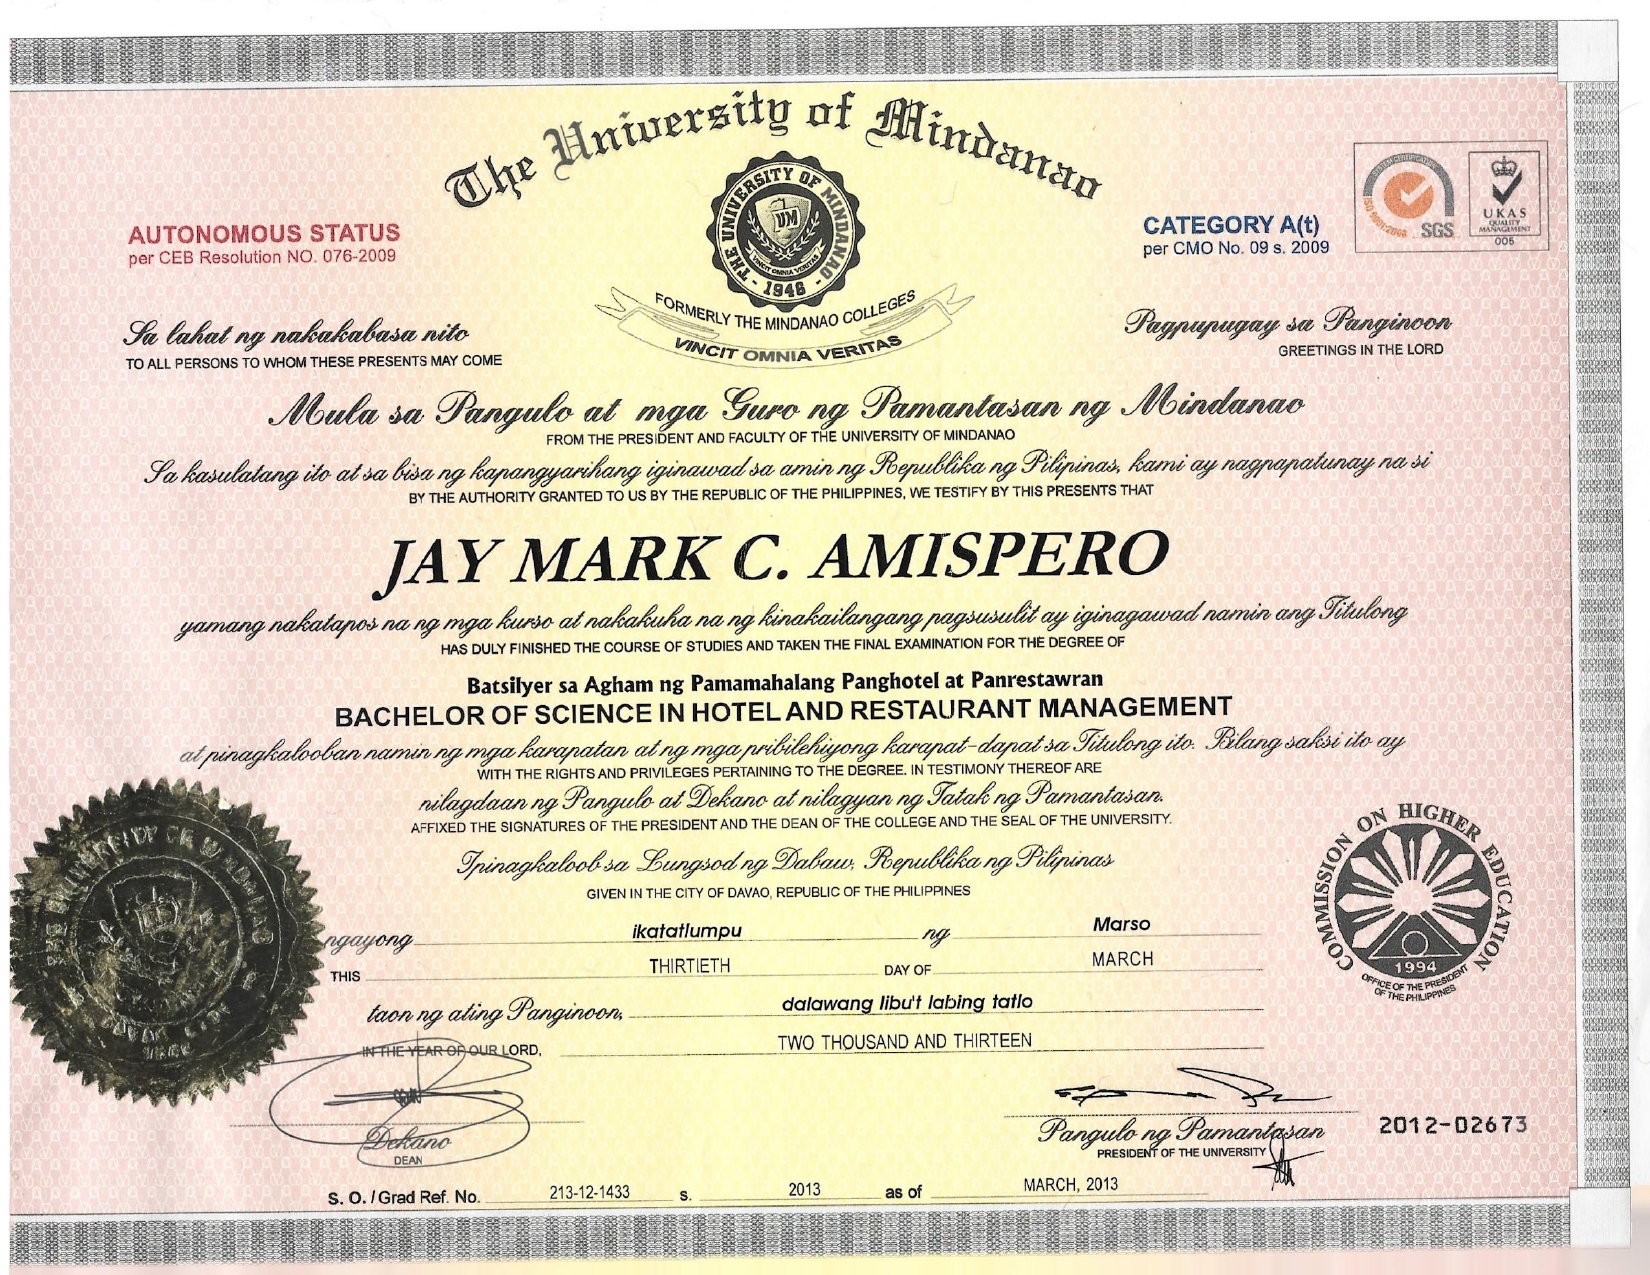 The University of Mindanao
THE UNIVERSITY OF MINDANAO
UM
VINCIT OMNIA VERITAS
- 1946 -
FORMERLY THE MINDANAO COLLEGES
VINCIT OMNIA VERITAS
AUTONOMOUS STATUS
per CEB Resolution NO. 076-2009
CATEGORY A(t)
per CMO No. 09 s. 2009
SYSTEM CERTIFICATION
ISO 9001:2008
SGS
UKAS
QUALITY
MANAGEMENT
005
Sa lahat ng nakakabasa nito
TO ALL PERSONS TO WHOM THESE PRESENTS MAY COME
Pagpupugay sa Panginoon
GREETINGS IN THE LORD
Mula sa Pangulo at mga Guro ng Pamantasan ng Mindanao
FROM THE PRESIDENT AND FACULTY OF THE UNIVERSITY OF MINDANAO
Sa kasulatang ito at sa bisa ng kapangyarihang iginawad sa amin ng Republika ng Pilipinas, kami ay nagpapatunay na si
BY THE AUTHORITY GRANTED TO US BY THE REPUBLIC OF THE PHILIPPINES, WE TESTIFY BY THIS PRESENTS THAT
JAY MARK C. AMISPERO
yamang nakatapos na ng mga kurso at nakakuha na ng kinakailangang pagsusulit ay iginagawad namin ang Titulong
HAS DULY FINISHED THE COURSE OF STUDIES AND TAKEN THE FINAL EXAMINATION FOR THE DEGREE OF
Batsilyer sa Agham ng Pamamahalang Panghotel at Panrestawran
BACHELOR OF SCIENCE IN HOTEL AND RESTAURANT MANAGEMENT
at pinagkalooban namin ng mga karapatan at ng mga pribilehiyong karapat-dapat sa Titulong ito. Bilang saksi ito ay
WITH THE RIGHTS AND PRIVILEGES PERTAINING TO THE DEGREE. IN TESTIMONY THEREOF ARE
nilagdaan ng Pangulo at Dekano at nilagyan ng Tatak ng Pamantasan.
AFFIXED THE SIGNATURES OF THE PRESIDENT AND THE DEAN OF THE COLLEGE AND THE SEAL OF THE UNIVERSITY.
Ipinagkaloob sa Lungsod ng Dabaw, Republika ng Pilipinas
GIVEN IN THE CITY OF DAVAO, REPUBLIC OF THE PHILIPPINES
ngayong ikatatlumpu ng Marso
THIS THIRTIETH DAY OF MARCH
taon ng ating Panginoon, dalawang libu't labing tatlo
IN THE YEAR OF OUR LORD, TWO THOUSAND AND THIRTEEN
COMMISSION ON HIGHER EDUCATION
1994
OFFICE OF THE PRESIDENT
OF THE PHILIPPINES
Dekano
DEAN
Pangulo ng Pamantasan
PRESIDENT OF THE UNIVERSITY
2012-02673
S. O. / Grad Ref. No. 213-12-1433 s. 2013 as of MARCH, 2013